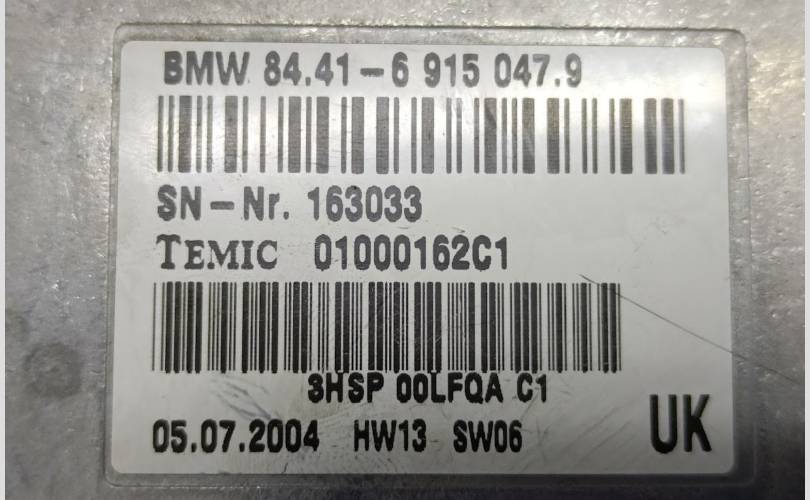 BMW 84.41-6 915 047.9
SN-Nr. 163033
TEMIC 01000162C1
3HSP 00LFQA C1
05.07.2004 HW13 SW06 UK